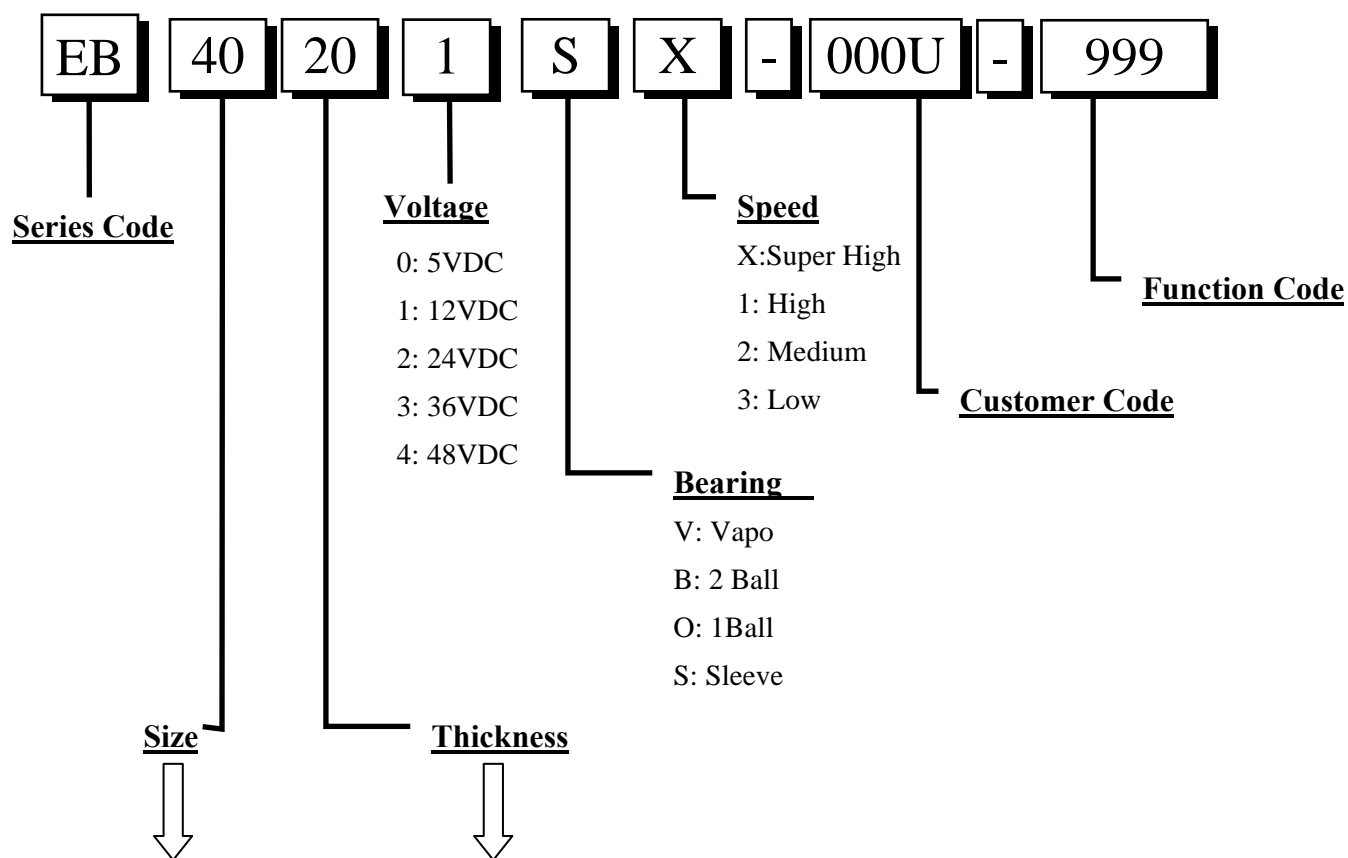 EB 40 20 1 S X - 000U - 999
Series Code
Voltage
0: 5VDC
1: 12VDC
2: 24VDC
3: 36VDC
4: 48VDC
Speed
X:Super High
1: High
2: Medium
3: Low
Function Code
Customer Code
Bearing
V: Vapo
B: 2 Ball
O: 1Ball
S: Sleeve
Size
Thickness